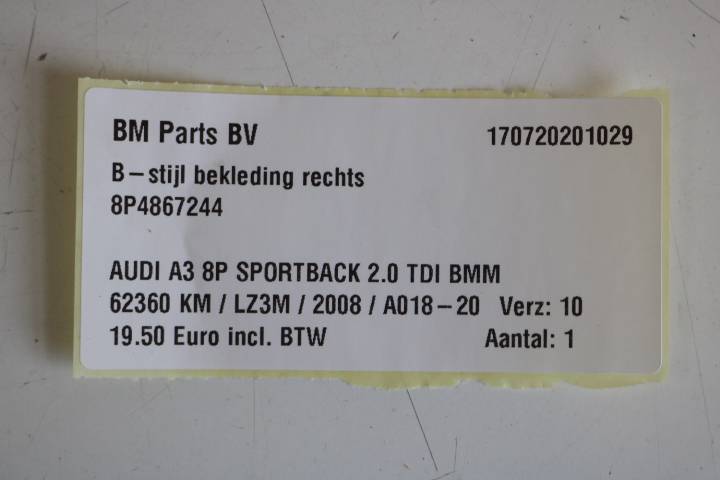 BM Parts BV 170720201029
B-stijl bekleding rechts
8P4867244
AUDI A3 8P SPORTBACK 2.0 TDI BMM
62360 KM / LZ3M / 2008 / A018-20 Verz: 10
19.50 Euro incl. BTW Aantal: 1